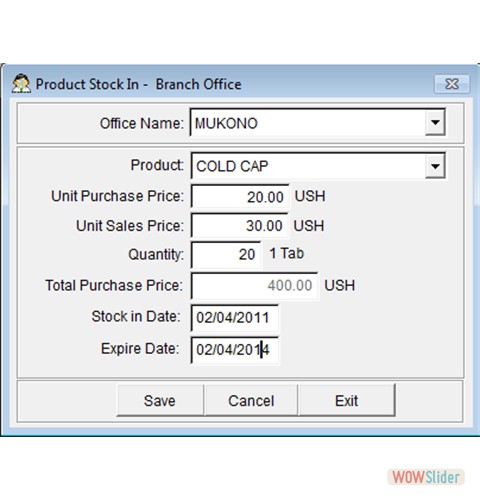 Product Stock In - Branch Office
Office Name: MUKONO
Product: COLD CAP
Unit Purchase Price: 20.00 USH
Unit Sales Price: 30.00 USH
Quantity: 20 1 Tab
Total Purchase Price: 400.00 USH
Stock in Date: 02/04/2011
Expire Date: 02/04/2014
Save Cancel Exit
WOWSlider